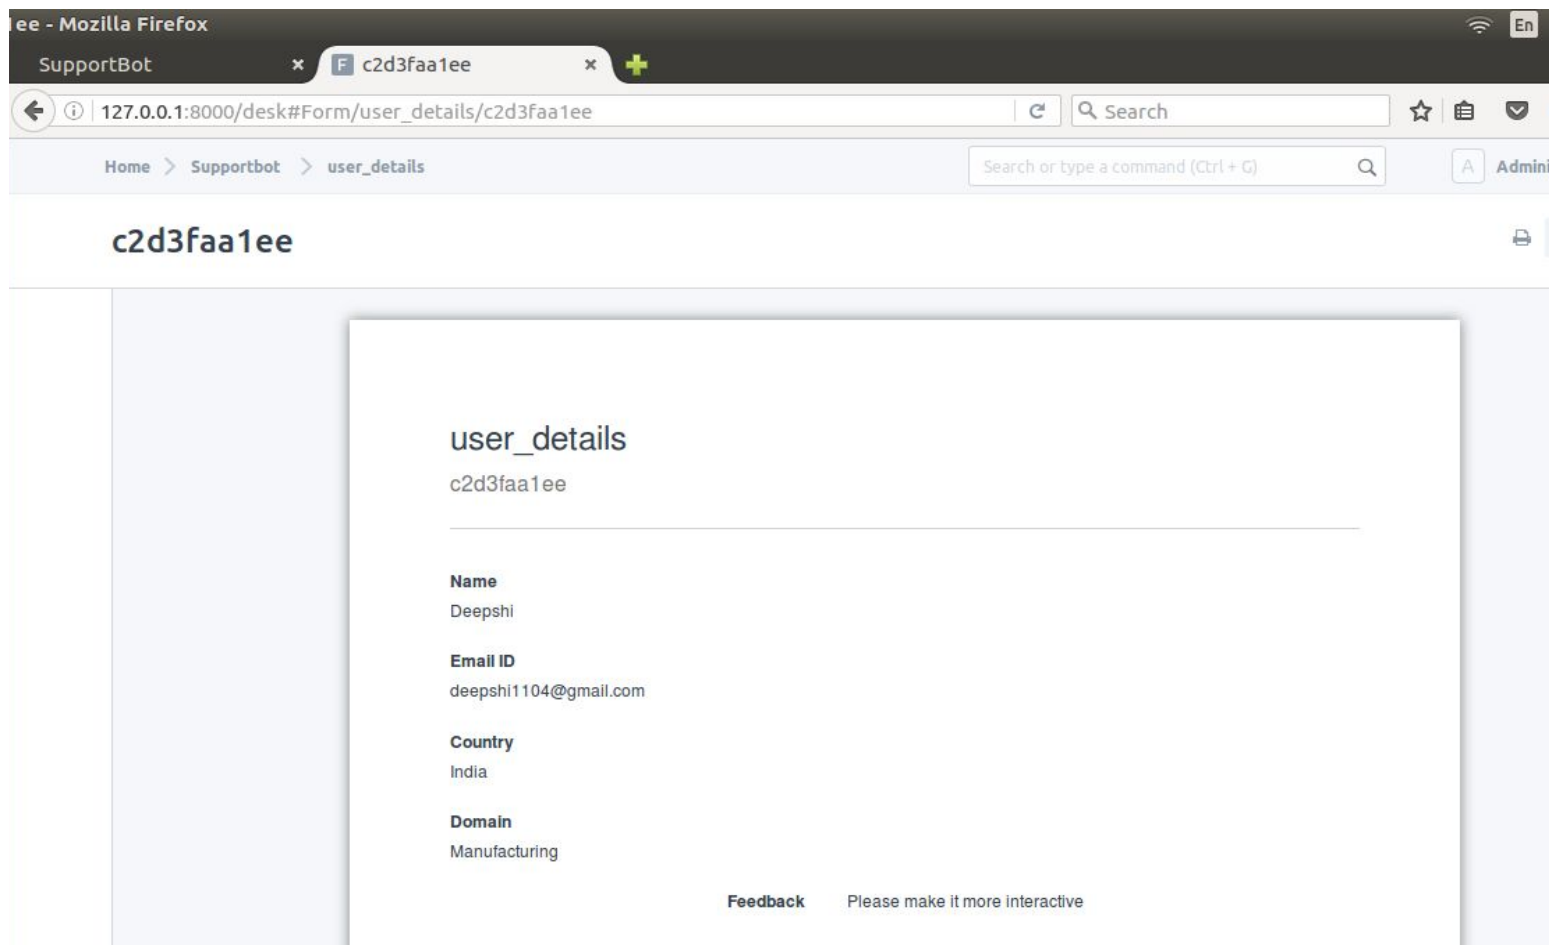 1ee - Mozilla Firefox
En
SupportBot
F c2d3faa1ee
127.0.0.1:8000/desk#Form/user_details/c2d3faa1ee
Search
Home > Supportbot > user_details
Search or type a command (Ctrl + G)
A Admini
c2d3faa1ee
user_details
c2d3faa1ee
Name
Deepshi
Email ID
deepshi1104@gmail.com
Country
India
Domain
Manufacturing
Feedback Please make it more interactive